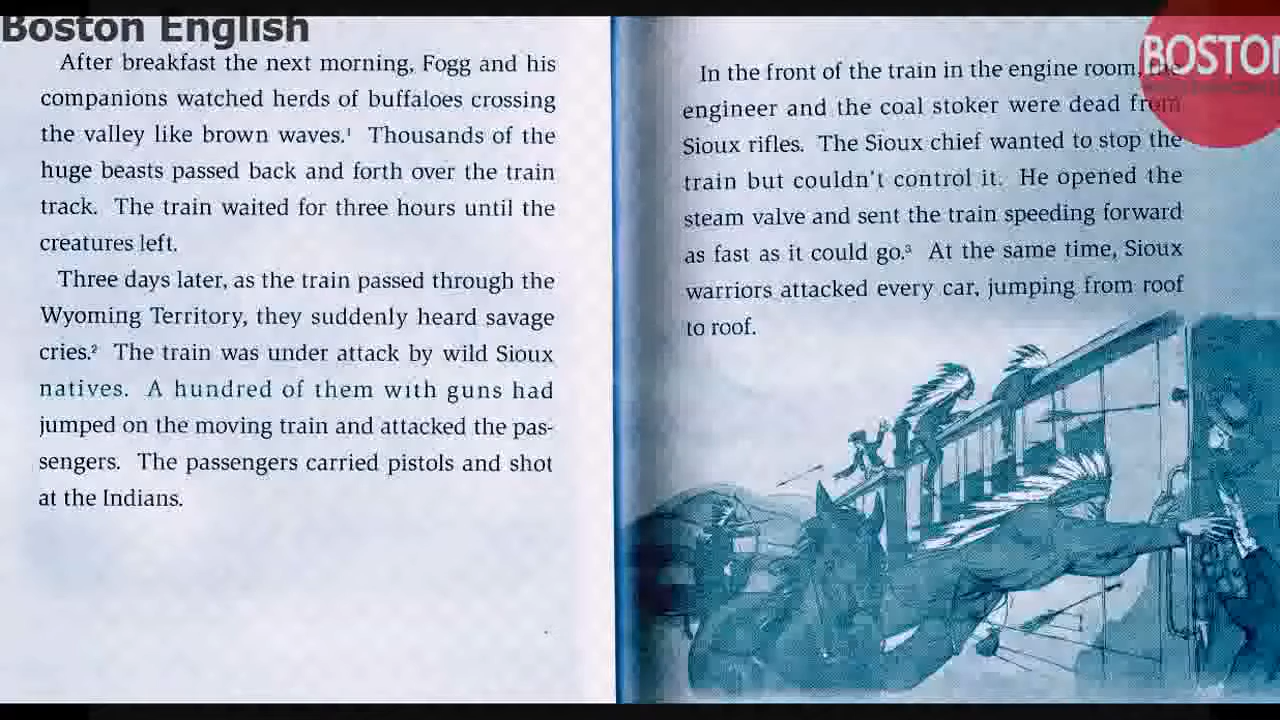 Boston English
After breakfast the next morning, Fogg and his
companions watched herds of buffaloes crossing
the valley like brown waves.¹ Thousands of the
huge beasts passed back and forth over the train
track. The train waited for three hours until the
creatures left.
Three days later, as the train passed through the
Wyoming Territory, they suddenly heard savage
cries.² The train was under attack by wild Sioux
natives. A hundred of them with guns had
jumped on the moving train and attacked the pas-
sengers. The passengers carried pistols and shot
at the Indians.
BOSTON
In the front of the train in the engine room, the
engineer and the coal stoker were dead from
Sioux rifles. The Sioux chief wanted to stop the
train but couldn't control it. He opened the
steam valve and sent the train speeding forward
as fast as it could go.³ At the same time, Sioux
warriors attacked every car, jumping from roof
to roof.